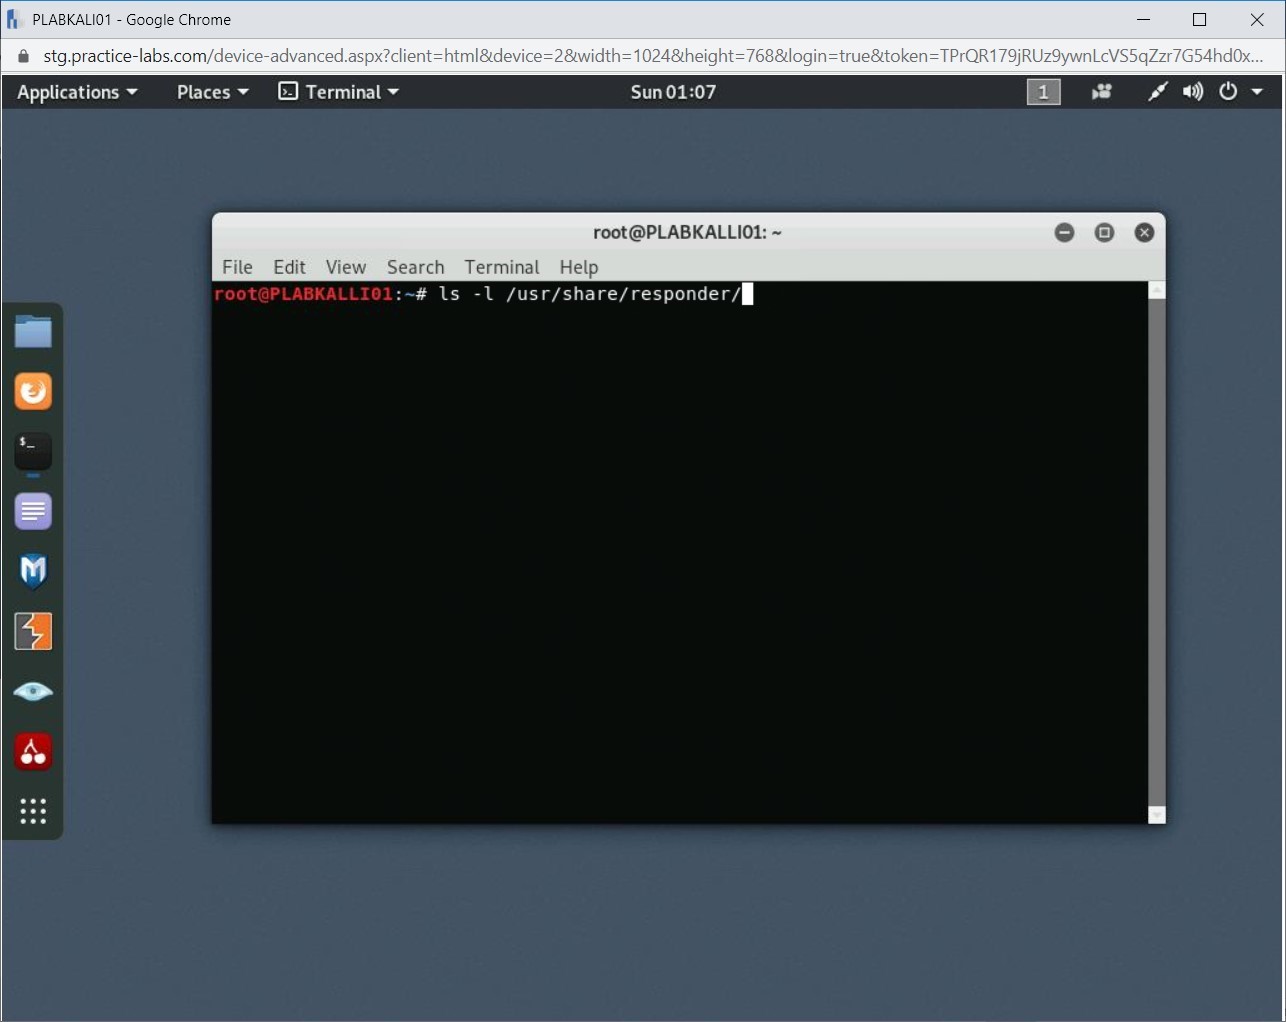 PLABKALI01 - Google Chrome
stg.practice-labs.com/device-advanced.aspx?client=html&device=2&width=1024&height=768&login=true&token=TPrQR179jRUz9ywnLcVS5qZzr7G54hd0x...
Applications Places Terminal Sun 01:07 1
root@PLABKALLI01: ~
File Edit View Search Terminal Help
root@PLABKALLI01:~# ls -l /usr/share/responder/
$_